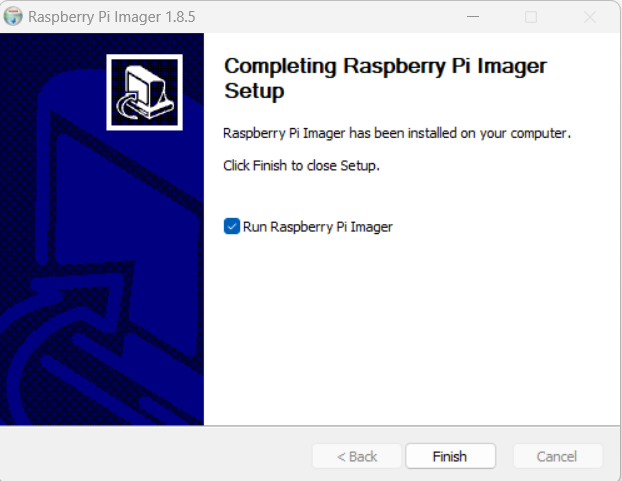 Raspberry Pi Imager 1.8.5
Completing Raspberry Pi Imager
Setup
Raspberry Pi Imager has been installed on your computer.
Click Finish to close Setup.
Run Raspberry Pi Imager
< Back
Finish
Cancel